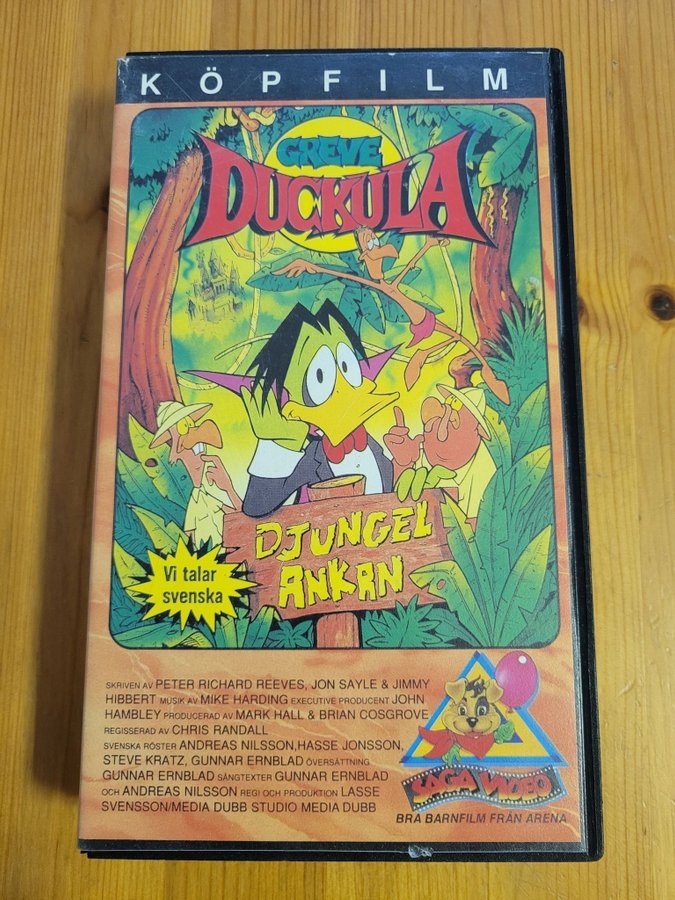 KÖPFILM
GREVE
DUCKULA
DJUNGEL
ANKAN
Vi talar
svenska
SKRIVEN AV PETER RICHARD REEVES, JON SAYLE & JIMMY
HIBBERT MUSIK AV MIKE HARDING EXECUTIVE PRODUCENT JOHN
HAMBLEY PRODUCERAD AV MARK HALL & BRIAN COSGROVE
REGISSERAD AV CHRIS RANDALL
SVENSKA RÖSTER ANDREAS NILSSON, HASSE JONSSON,
STEVE KRATZ, GUNNAR ERNBLAD ÖVERSÄTTNING
GUNNAR ERNBLAD SÅNGTEXTER GUNNAR ERNBLAD
OCH ANDREAS NILSSON REGI OCH PRODUKTION LASSE
SVENSSON/MEDIA DUBB STUDIO MEDIA DUBB
SAGA VIDEO
BRA BARNFILM FRÅN ARENA